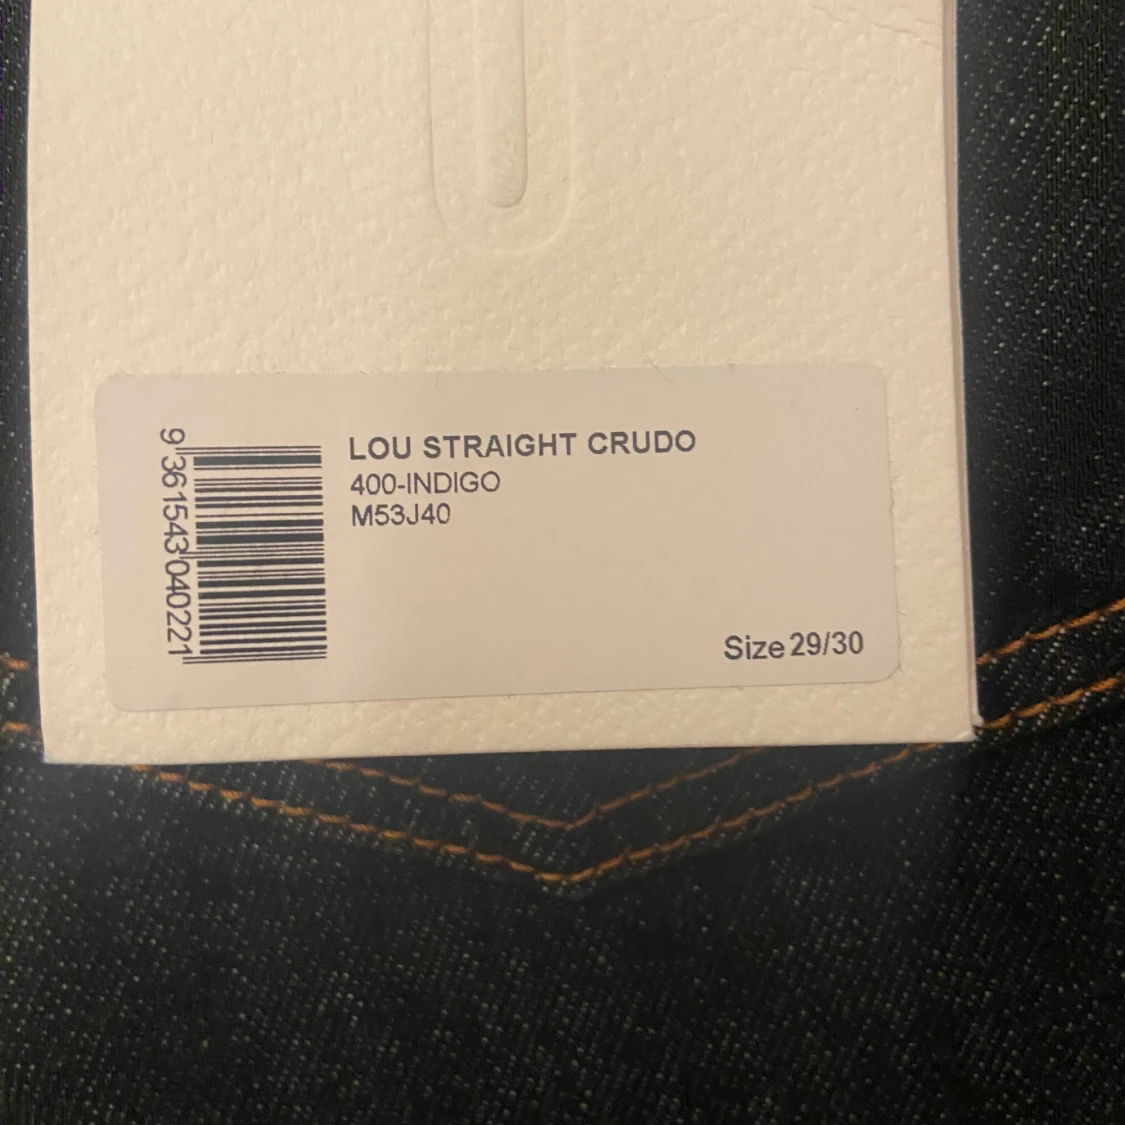 LOU STRAIGHT CRUDO
400-INDIGO
M53J40
Size 29/30
9 361543 040221